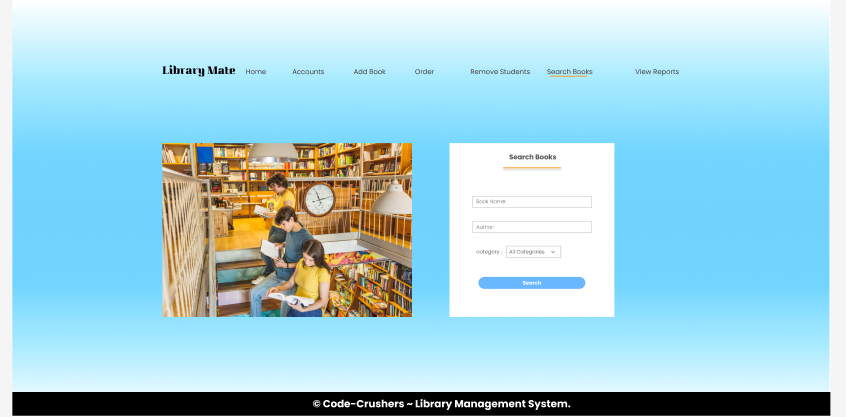 Library Mate Home Accounts Add Book Order Remove Students Search Books View Reports
Search Books
Book Name:
Author:
category : All Categories
Search
© Code-Crushers ~ Library Management System.